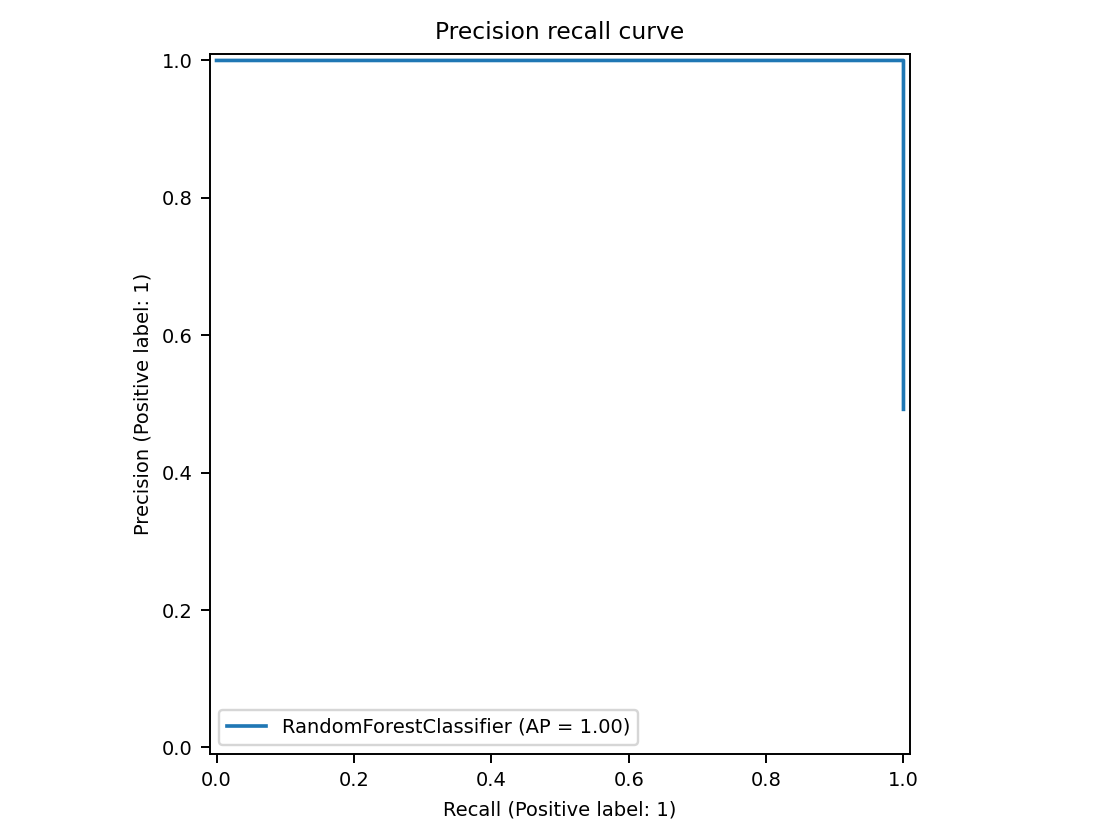 Precision recall curve
1.0
0.8
0.6
0.4
0.2
0.0
Precision (Positive label: 1)
RandomForestClassifier (AP = 1.00)
0.0 0.2 0.4 0.6 0.8 1.0
Recall (Positive label: 1)